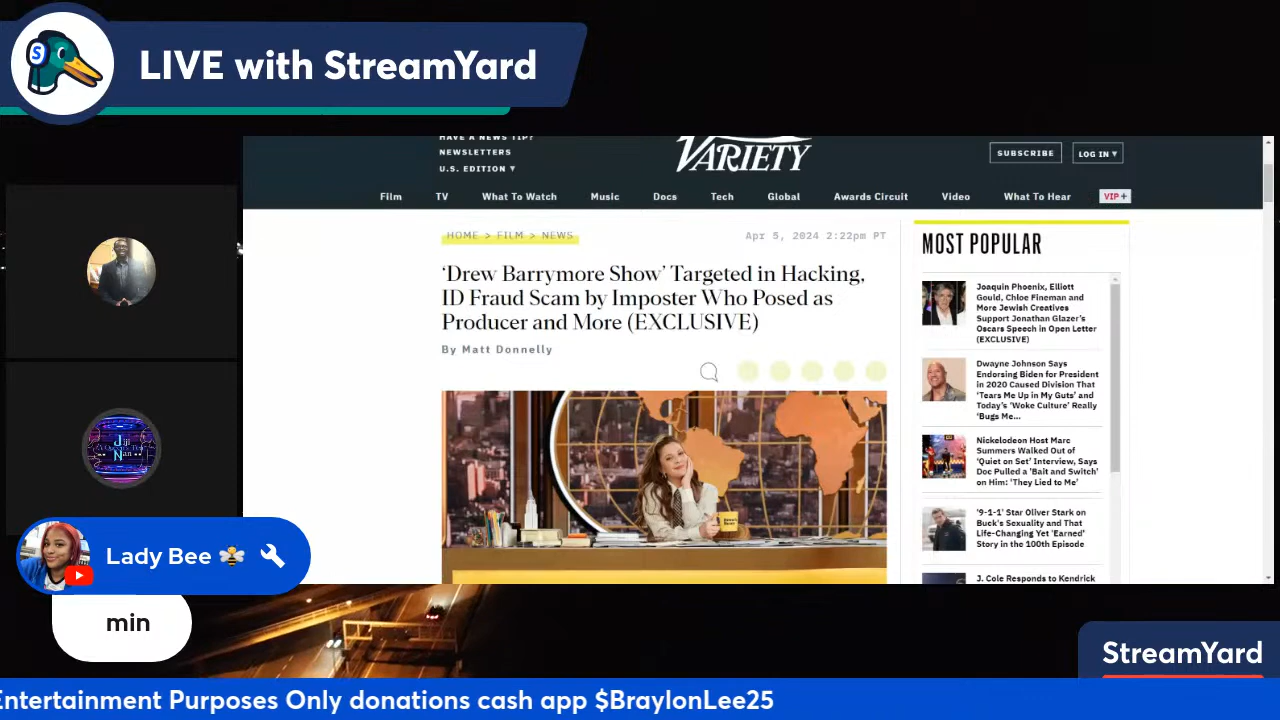 LIVE with StreamYard
S
HAVE A NEWS TIP?
NEWSLETTERS
U.S. EDITION ▾
VARIETY
SUBSCRIBE
LOG IN ▾
Film TV What To Watch Music Docs Tech Global Awards Circuit Video What To Hear VIP+
HOME > FILM > NEWS
Apr 5, 2024 2:22pm PT
‘Drew Barrymore Show’ Targeted in Hacking,
ID Fraud Scam by Imposter Who Posed as
Producer and More (EXCLUSIVE)
By Matt Donnelly
MOST POPULAR
Joaquin Phoenix, Elliott
Gould, Chloe Fineman and
More Jewish Creatives
Support Jonathan Glazer’s
Oscars Speech in Open Letter
(EXCLUSIVE)
Dwayne Johnson Says
Endorsing Biden for President
in 2020 Caused Division That
‘Tears Me Up in My Guts’ and
Today’s ‘Woke Culture’ Really
‘Bugs Me...
Nickelodeon Host Marc
Summers Walked Out of
‘Quiet on Set’ Interview, Says
Doc Pulled a ‘Bait and Switch’
on Him: ‘They Lied to Me’
‘9-1-1’ Star Oliver Stark on
Buck’s Sexuality and That
Life-Changing Yet ‘Earned’
Story in the 100th Episode
J. Cole Responds to Kendrick
Lady Bee 🐝
min
StreamYard
Entertainment Purposes Only donations cash app $BraylonLee25